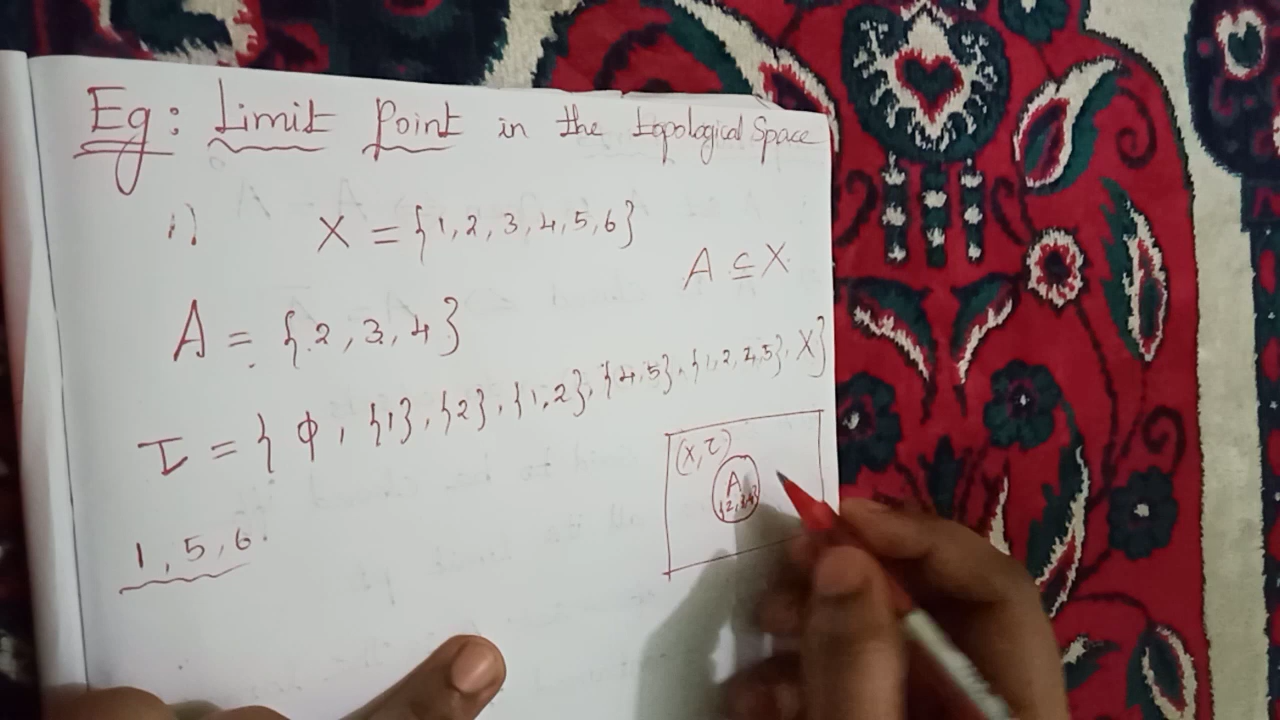 Eg: Limit Point in the topological Space
1) X = {1, 2, 3, 4, 5, 6}
A ⊆ X
A = {2, 3, 4}
τ = { ϕ, {1}, {2}, {1,2}, {4,5}, {1,2,4,5}, X}
(X, τ)
A
{2,3,4}
1, 5, 6.